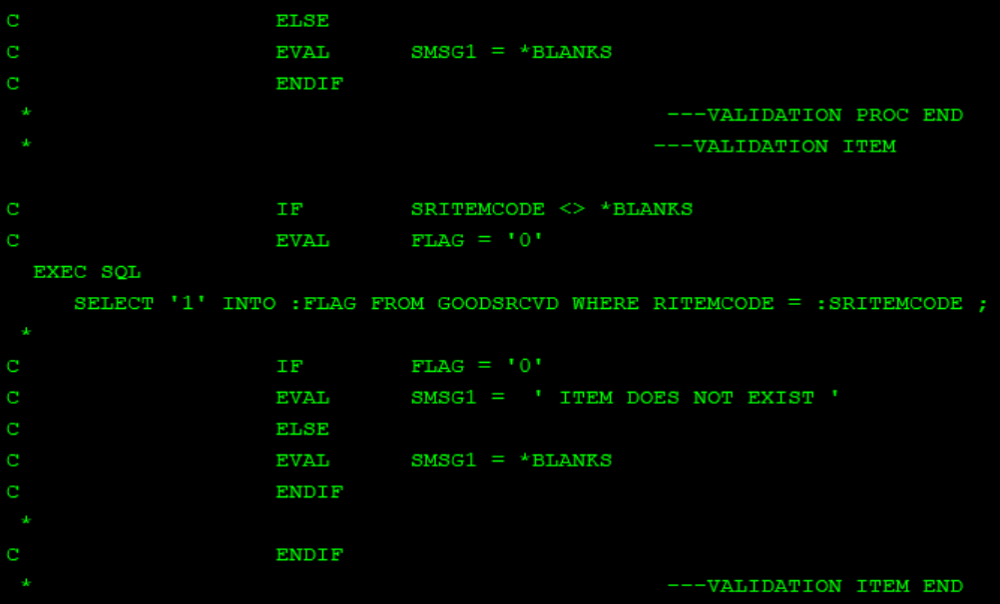 C                   ELSE
C                   EVAL      SMSG1 = *BLANKS
C                   ENDIF
 *                                               ---VALIDATION PROC END
 *                                              ---VALIDATION ITEM
C                   IF        SRITEMCODE <> *BLANKS
C                   EVAL      FLAG = '0'
  EXEC SQL
     SELECT '1' INTO :FLAG FROM GOODSRCVD WHERE RITEMCODE = :SRITEMCODE ;
 *
C                   IF        FLAG = '0'
C                   EVAL      SMSG1 =  ' ITEM DOES NOT EXIST '
C                   ELSE
C                   EVAL      SMSG1 = *BLANKS
C                   ENDIF
 *
C                   ENDIF
 *                                               ---VALIDATION ITEM END